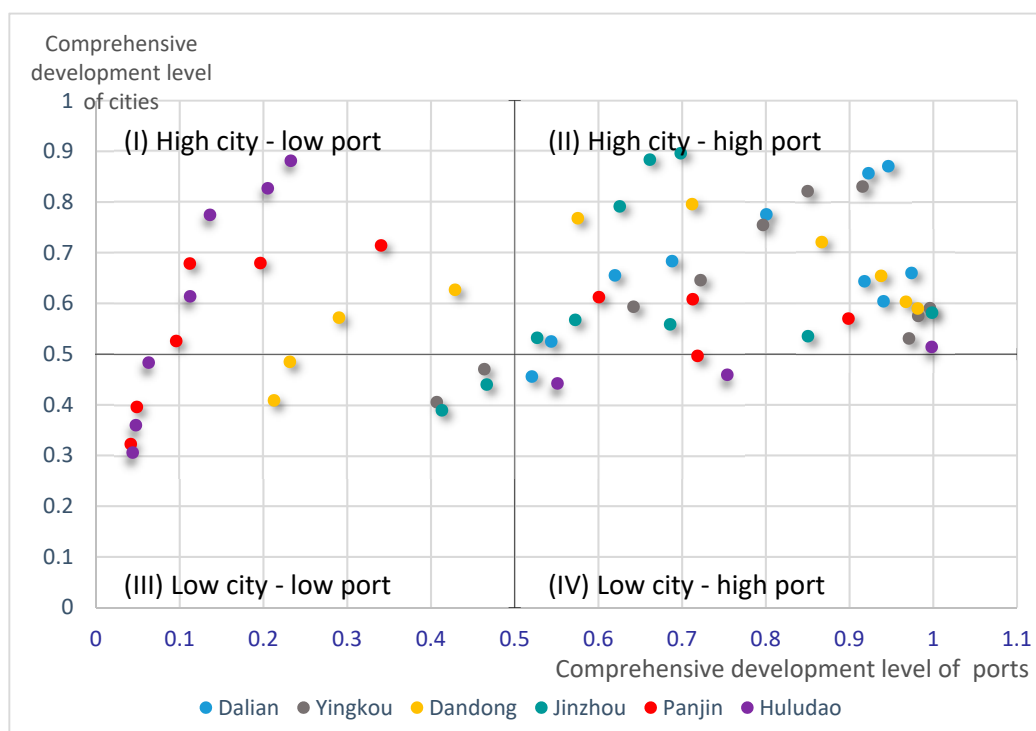 Comprehensive
development level
of cities
1
(I) High city - low port
(II) High city - high port
0.9
0.8
0.7
0.6
0.5
0.4
0.3
0.2
0.1
(III) Low city - low port
(IV) Low city - high port
0
0 0.1 0.2 0.3 0.4 0.5 0.6 0.7 0.8 0.9 1 1.1
Comprehensive development level of ports
Dalian Yingkou Dandong Jinzhou Panjin Huludao